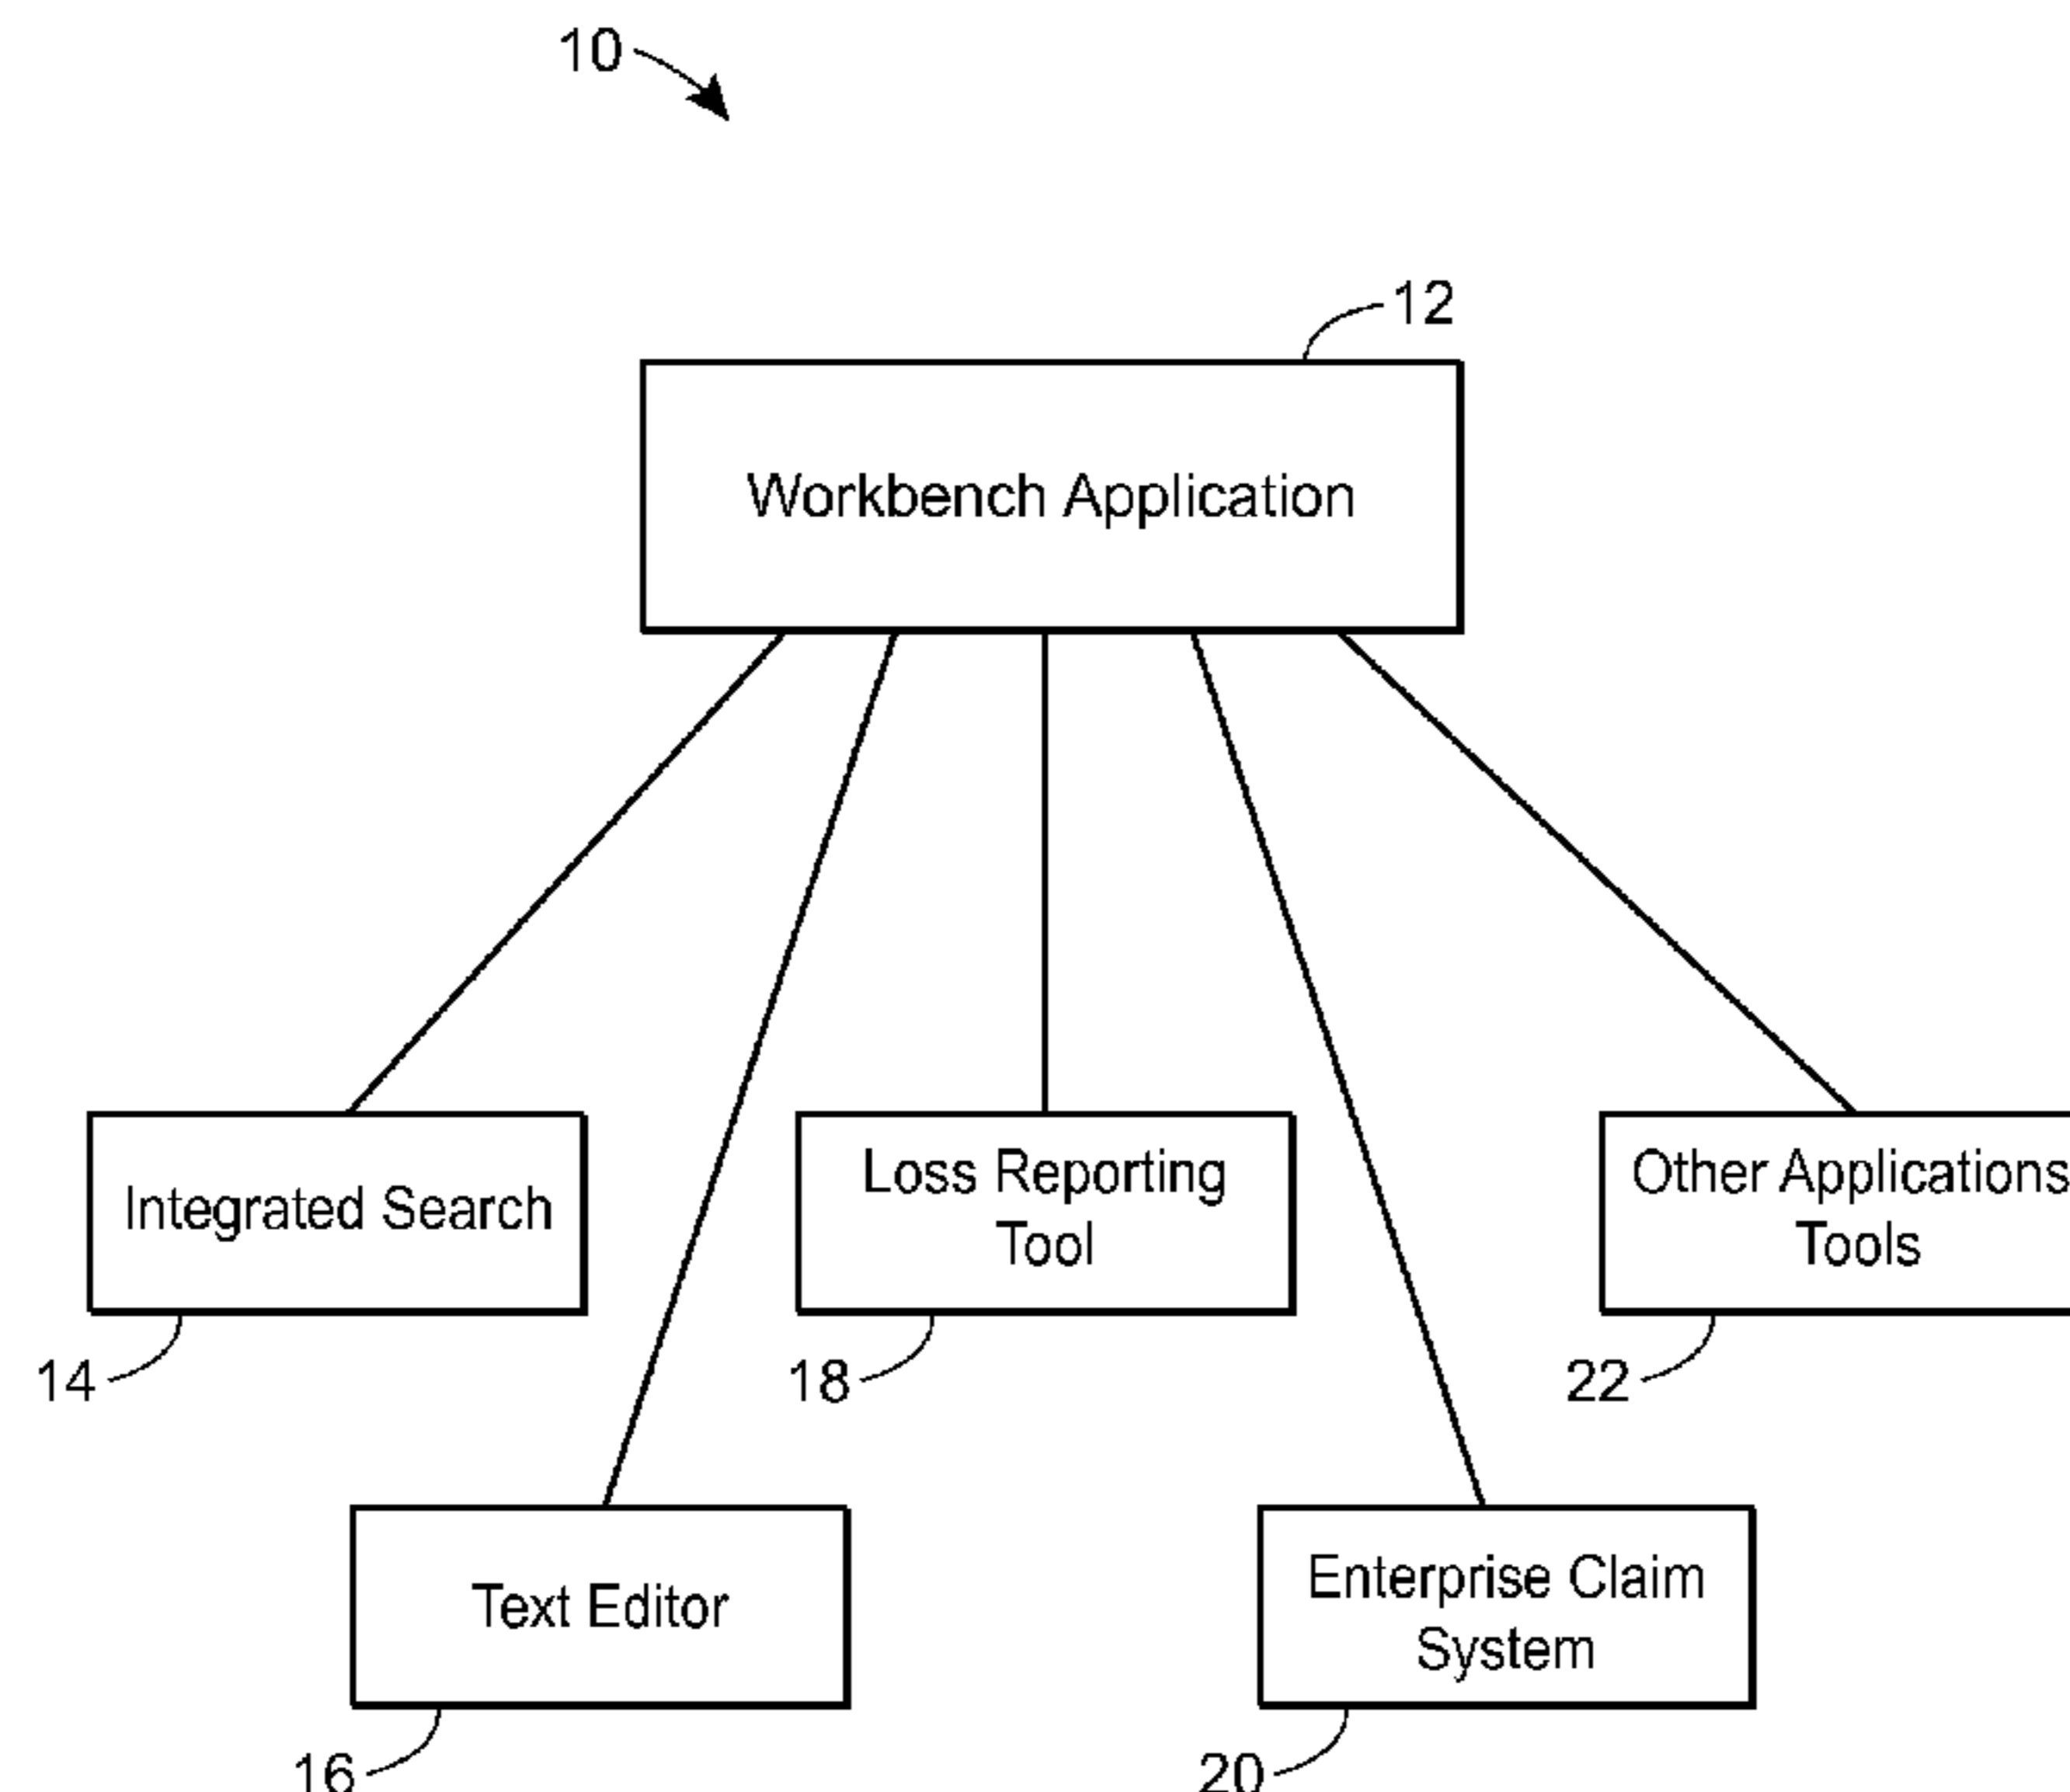 10
12
Workbench Application
Integrated Search
Loss Reporting
Tool
Other Applications
Tools
14
18
22
Text Editor
Enterprise Claim
System
16
20